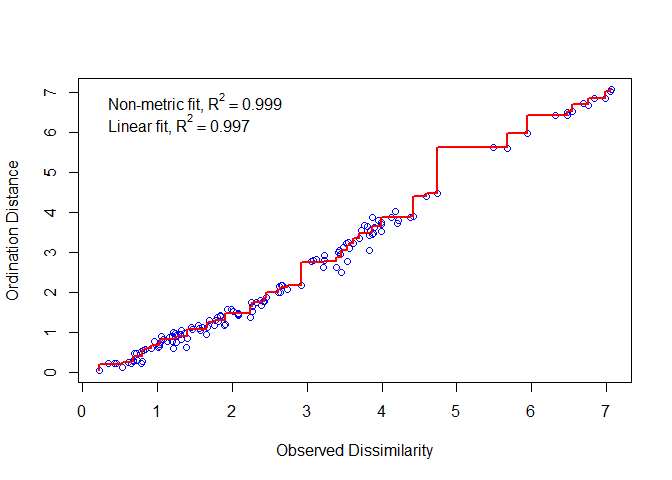 Non-metric fit, R² = 0.999
Linear fit, R² = 0.997
Ordination Distance
7
6
5
4
3
2
1
0
0 1 2 3 4 5 6 7
Observed Dissimilarity